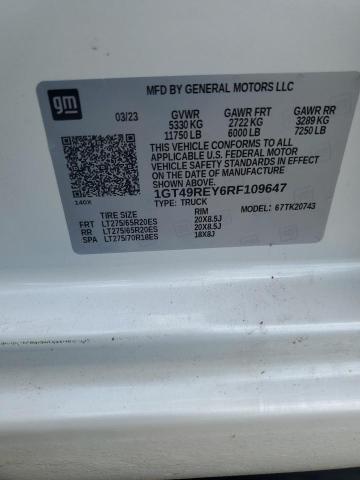 gm
MFD BY GENERAL MOTORS LLC
03/23 GVWR GAWR FRT GAWR RR
5330 KG 2722 KG 3289 KG
11750 LB 6000 LB 7250 LB
THIS VEHICLE CONFORMS TO ALL
APPLICABLE U.S. FEDERAL MOTOR
VEHICLE SAFETY STANDARDS IN
EFFECT ON THE DATE OF
MANUFACTURE SHOWN ABOVE.
1GT49REY6RF109647
140X TYPE: TRUCK MODEL: 67TK20743
TIRE SIZE RIM
FRT LT275/65R20ES 20X8.5J
RR LT275/65R20ES 20X8.5J
SPA LT275/70R18ES 18X8J